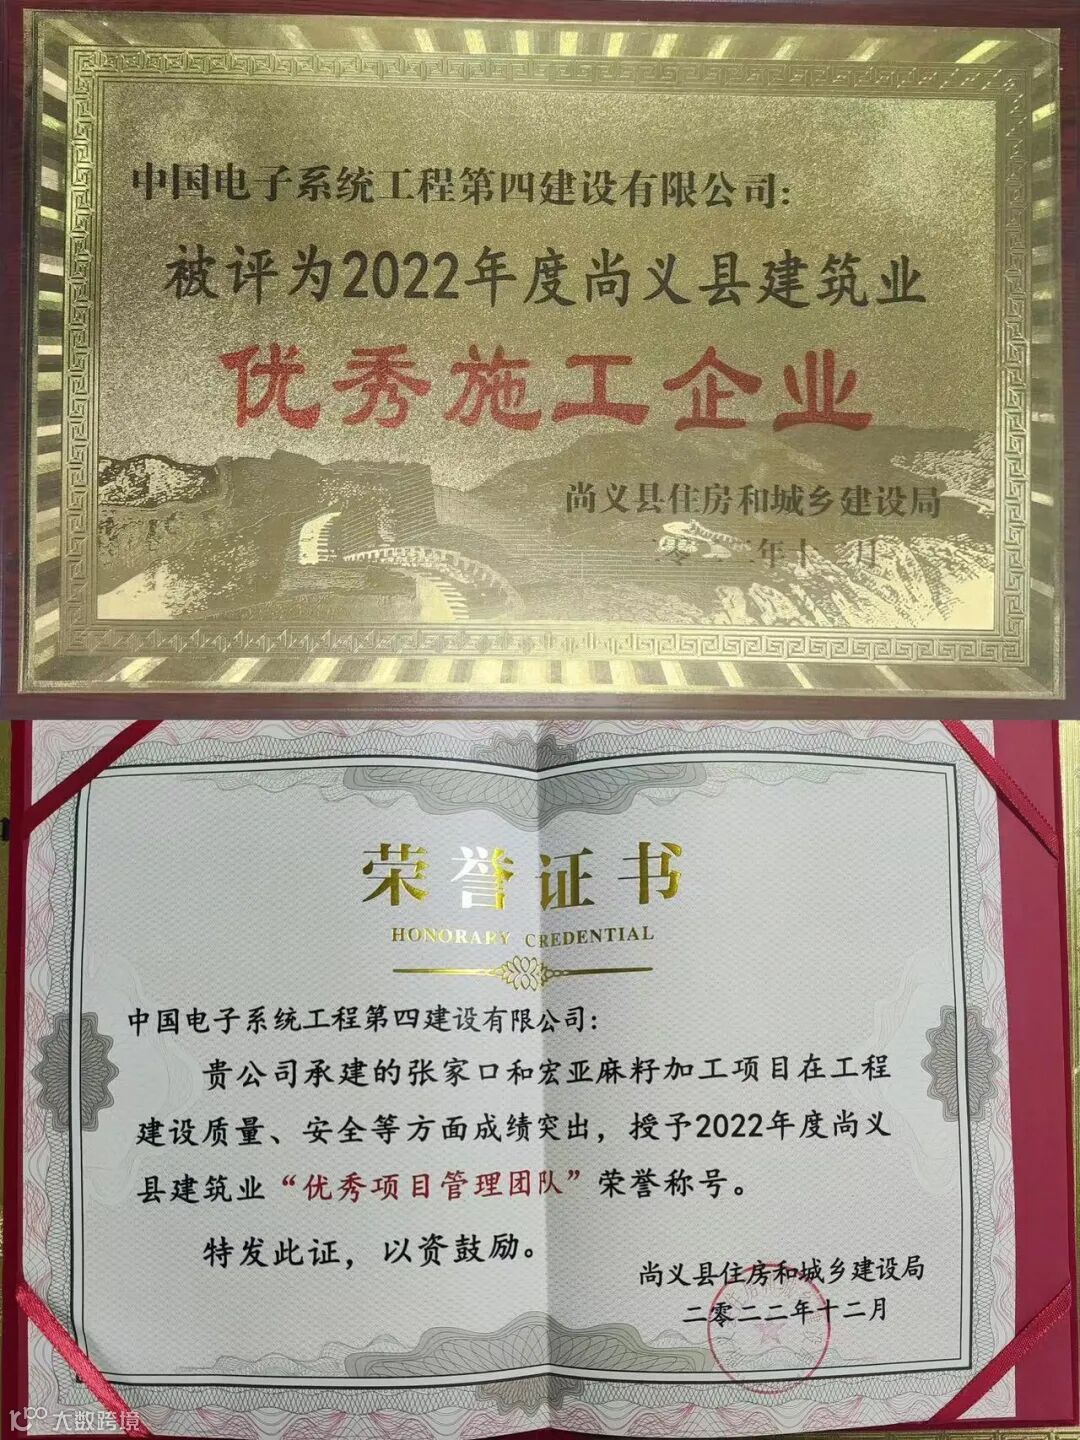 中国电子系统工程第四建设有限公司:
被评为2022年度尚义县建筑业
优秀施工企业
尚义县住房和城乡建设局
二零二二年十二月
荣誉证书
HONORARY CREDENTIAL
中国电子系统工程第四建设有限公司:
贵公司承建的张家口和宏亚麻籽加工项目在工程
建设质量、安全等方面成绩突出，授予2022年度尚义
县建筑业“优秀项目管理团队”荣誉称号。
特发此证，以资鼓励。
尚义县住房和城乡建设局
二零二二年十二月
大数跨境